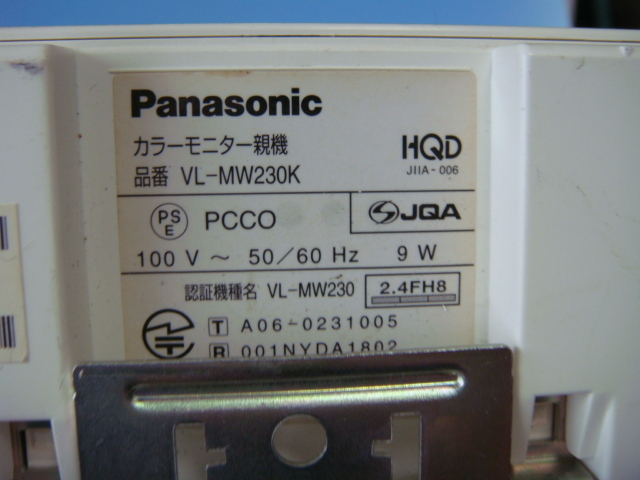 Panasonic
カラーモニター親機
品番 VL-MW230K
HQD
JIIA-006
PS
E
PCCO
JQA
100 V ～ 50/60 Hz 9 W
認証機種名 VL-MW230
2.4FH8
T A06-0231005
R 001NYDA1802